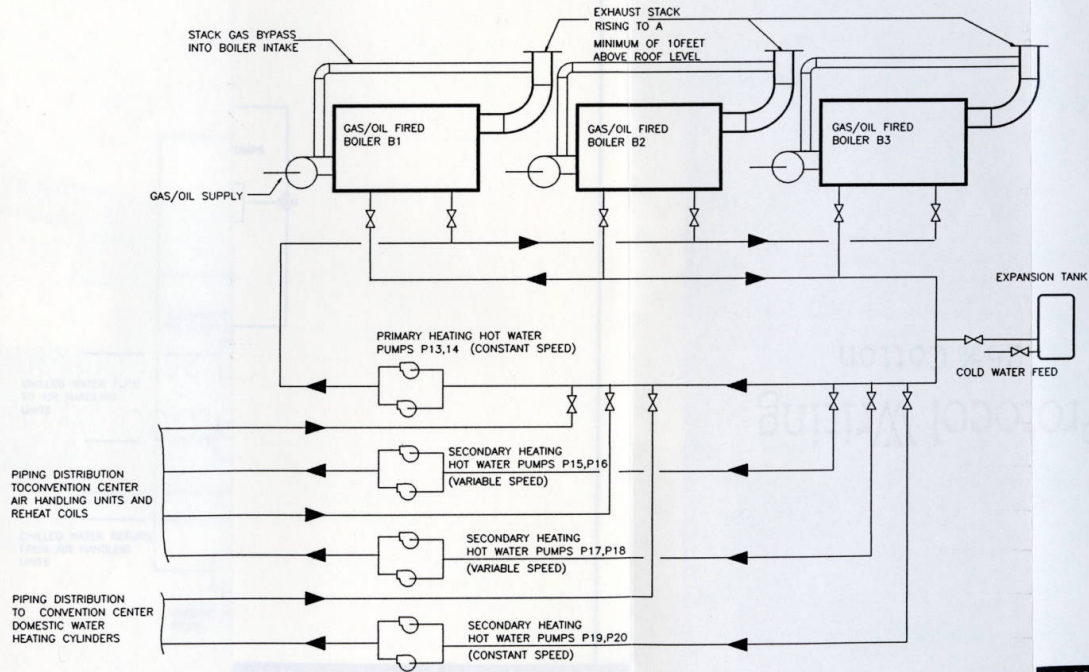 EXHAUST STACK
RISING TO A
MINIMUM OF 10FEET
ABOVE ROOF LEVEL
STACK GAS BYPASS
INTO BOILER INTAKE
GAS/OIL FIRED
BOILER B1
GAS/OIL FIRED
BOILER B2
GAS/OIL FIRED
BOILER B3
GAS/OIL SUPPLY
EXPANSION TANK
COLD WATER FEED
PRIMARY HEATING HOT WATER
PUMPS P13,14 (CONSTANT SPEED)
SECONDARY HEATING
HOT WATER PUMPS P15,P16
(VARIABLE SPEED)
PIPING DISTRIBUTION
TOCONVENTION CENTER
AIR HANDLING UNITS AND
REHEAT COILS
SECONDARY HEATING
HOT WATER PUMPS P17,P18
(VARIABLE SPEED)
PIPING DISTRIBUTION
TO CONVENTION CENTER
DOMESTIC WATER
HEATING CYLINDERS
SECONDARY HEATING
HOT WATER PUMPS P19,P20
(CONSTANT SPEED)